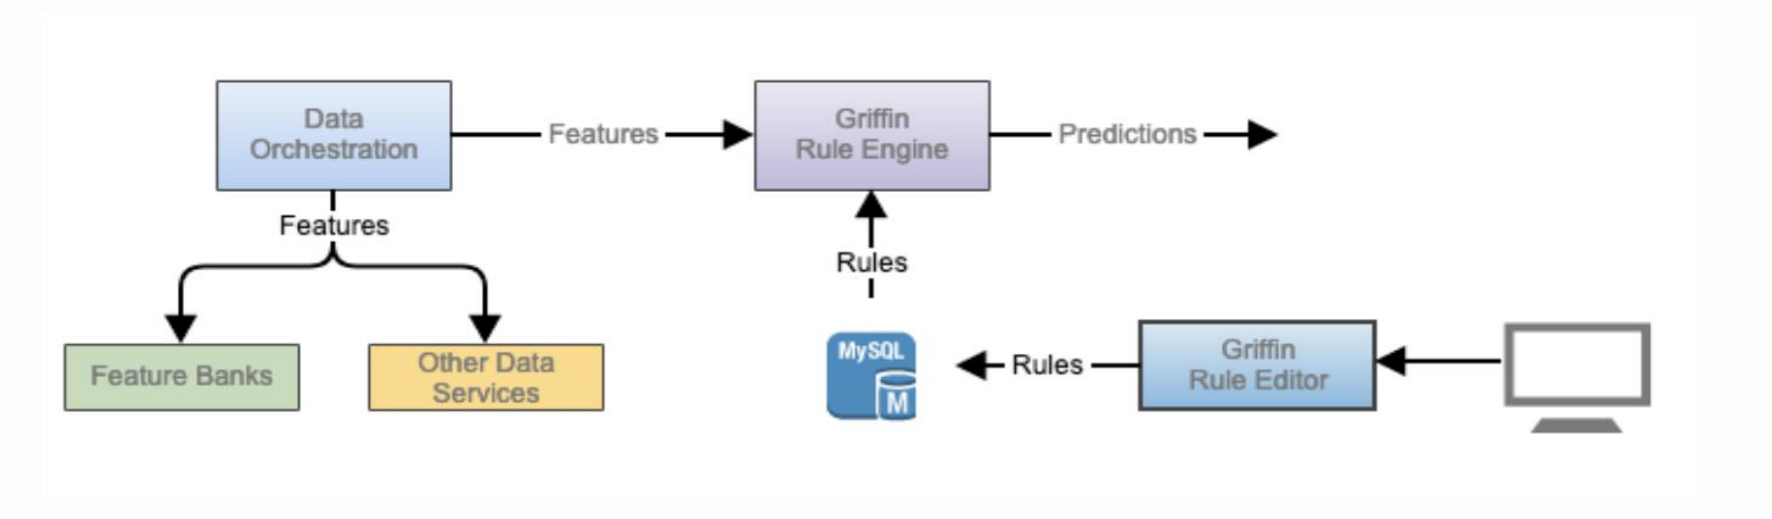 Data
Orchestration
Features
Griffin
Rule Engine
Predictions
Features
Rules
Feature Banks
Other Data
Services
MySQL
M
Rules
Griffin
Rule Editor